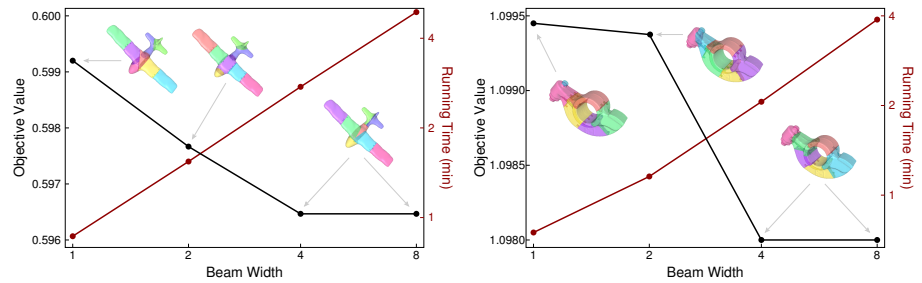 0.600
0.599
0.598
0.597
0.596
Objective Value
4
2
1
Running Time (min)
1 2 4 8
Beam Width
1.0995
1.0990
1.0985
1.0980
Objective Value
4
2
1
Running Time (min)
1 2 4 8
Beam Width